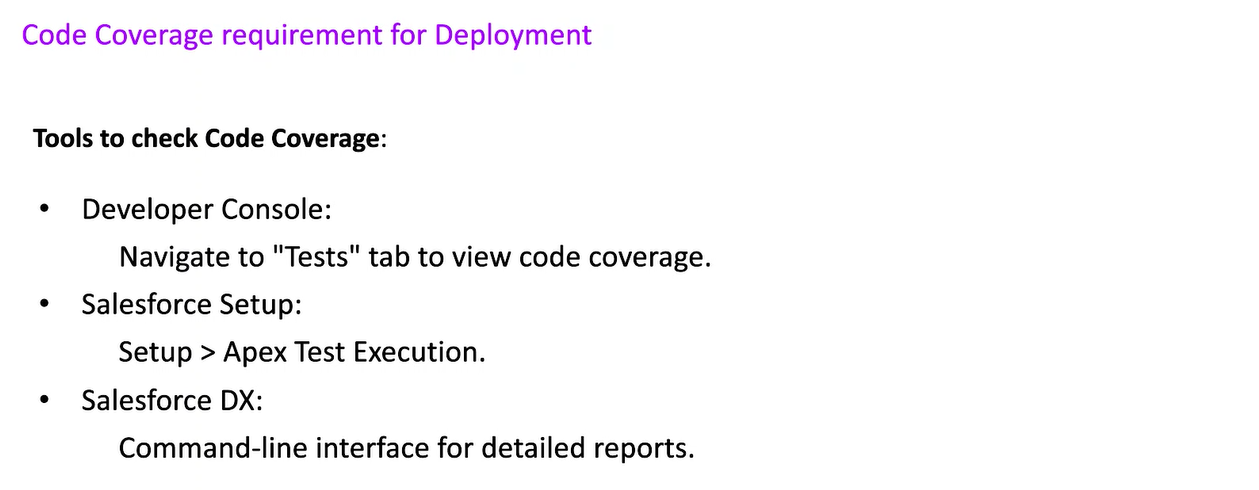 Code Coverage requirement for Deployment
Tools to check Code Coverage:
• Developer Console:
Navigate to "Tests" tab to view code coverage.
• Salesforce Setup:
Setup > Apex Test Execution.
• Salesforce DX:
Command-line interface for detailed reports.